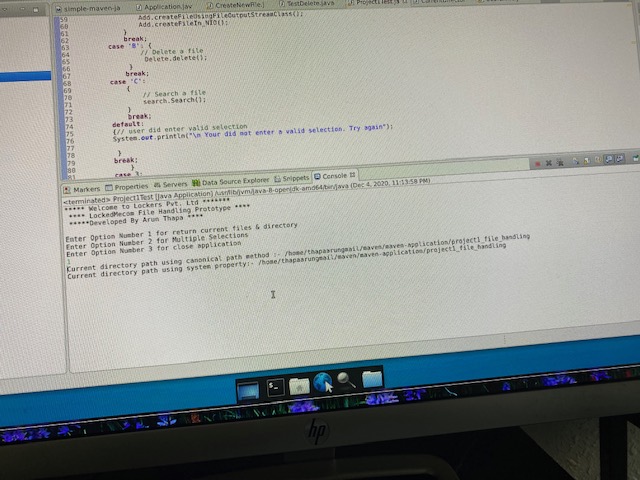 simple-maven-ja Application.jav CreateNewFile.j TestDelete.java Project1Test.js
59 Add.createFileUsingFileOutputStreamClass();
60 Add.createFileIn_NIO();
61 }
62 break;
63 case 'B': {
64 // Delete a file
65 Delete.delete();
66 }
67 break;
68 case 'C':
69 {
70 // Search a file
71 search.Search();
72 }
73 break;
74 default:
75 {// user did enter valid selection
76 System.out.println("\n Your did not enter a valid selection. Try again");
}
79 break;
}
81 case 3:
Markers Properties Servers Data Source Explorer Snippets Console
<terminated> Project1Test [Java Application] /usr/lib/jvm/java-8-openjdk-amd64/bin/java (Dec 4, 2020, 11:13:58 PM)
***** Welcome to Lockers Pvt. Ltd *******
**** LockedMecom File Handling Prototype ****
*****Developed By Arun Thapa ****
Enter Option Number 1 for return current files & directory
Enter Option Number 2 for Multiple Selections
Enter Option Number 3 for close application
1
Current directory path using canonical path method :- /home/thapaarungmail/maven/maven-application/project1_file_handling
Current directory path using system property:- /home/thapaarungmail/maven/maven-application/project1_file_handling
$_
hp